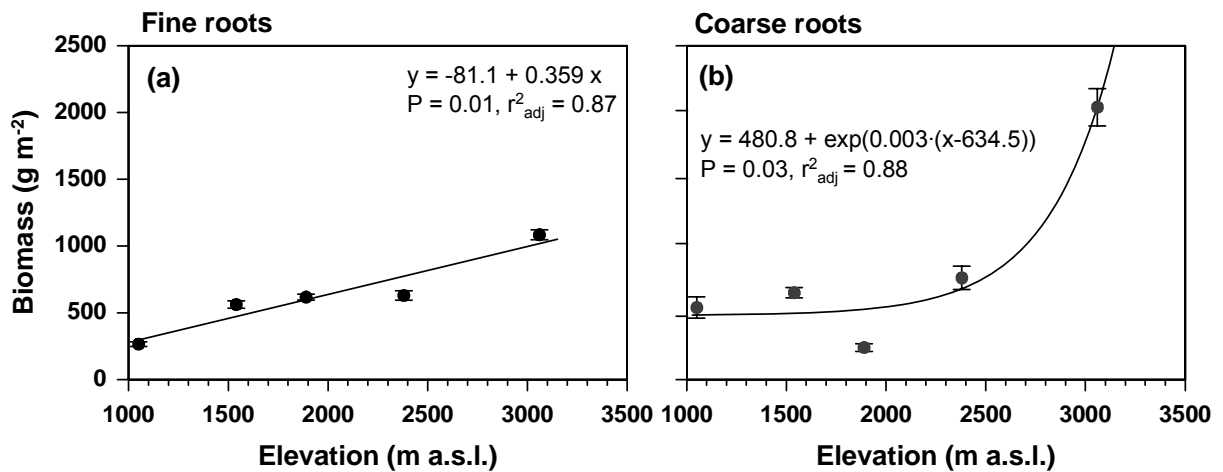 Fine roots
Coarse roots
(a)
y = -81.1 + 0.359 x
P = 0.01, r²adj = 0.87
(b)
y = 480.8 + exp(0.003·(x-634.5))
P = 0.03, r²adj = 0.88
Biomass (g m⁻²)
2500
2000
1500
1000
500
0
1000 1500 2000 2500 3000 3500
1000 1500 2000 2500 3000 3500
Elevation (m a.s.l.)
Elevation (m a.s.l.)